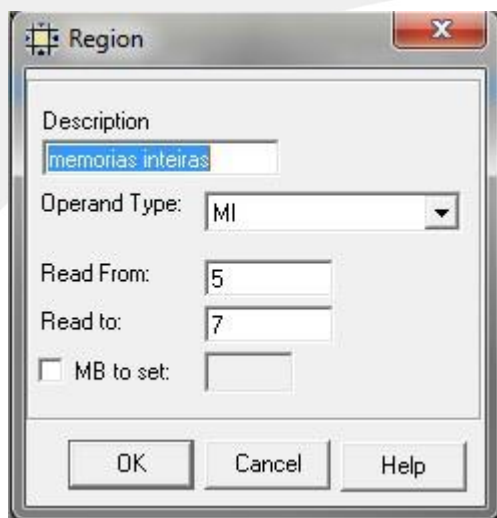 Region
Description
memorias inteiras
Operand Type: MI
Read From: 5
Read to: 7
MB to set:
OK Cancel Help